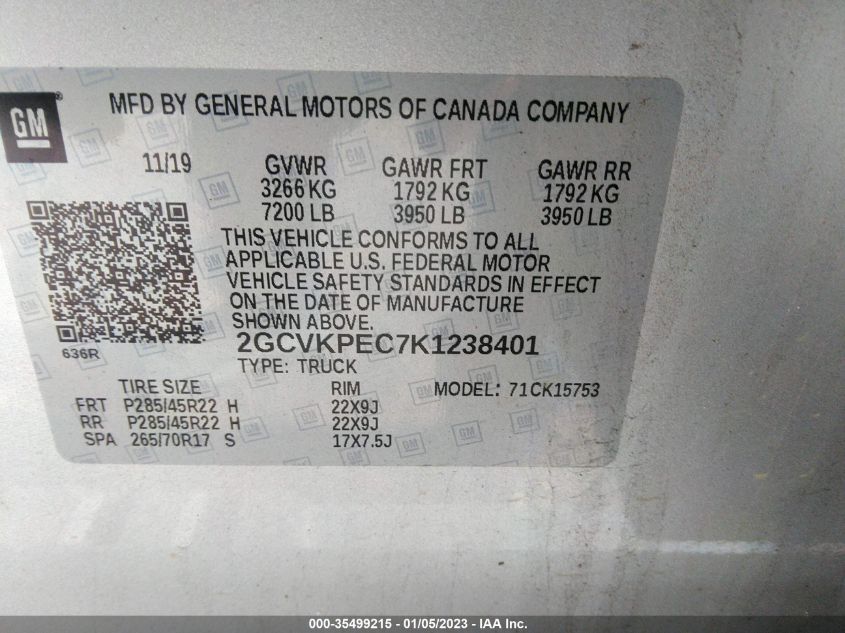 MFD BY GENERAL MOTORS OF CANADA COMPANY
GM
11/19 GVWR GAWR FRT GAWR RR
3266 KG 1792 KG 1792 KG
7200 LB 3950 LB 3950 LB
THIS VEHICLE CONFORMS TO ALL
APPLICABLE U.S. FEDERAL MOTOR
VEHICLE SAFETY STANDARDS IN EFFECT
ON THE DATE OF MANUFACTURE
SHOWN ABOVE.
636R
2GCVKPEC7K1238401
TYPE: TRUCK
TIRE SIZE RIM MODEL: 71CK15753
FRT P285/45R22 H 22X9J
RR P285/45R22 H 22X9J
SPA 265/70R17 S 17X7.5J
000-35499215 - 01/05/2023 - IAA Inc.